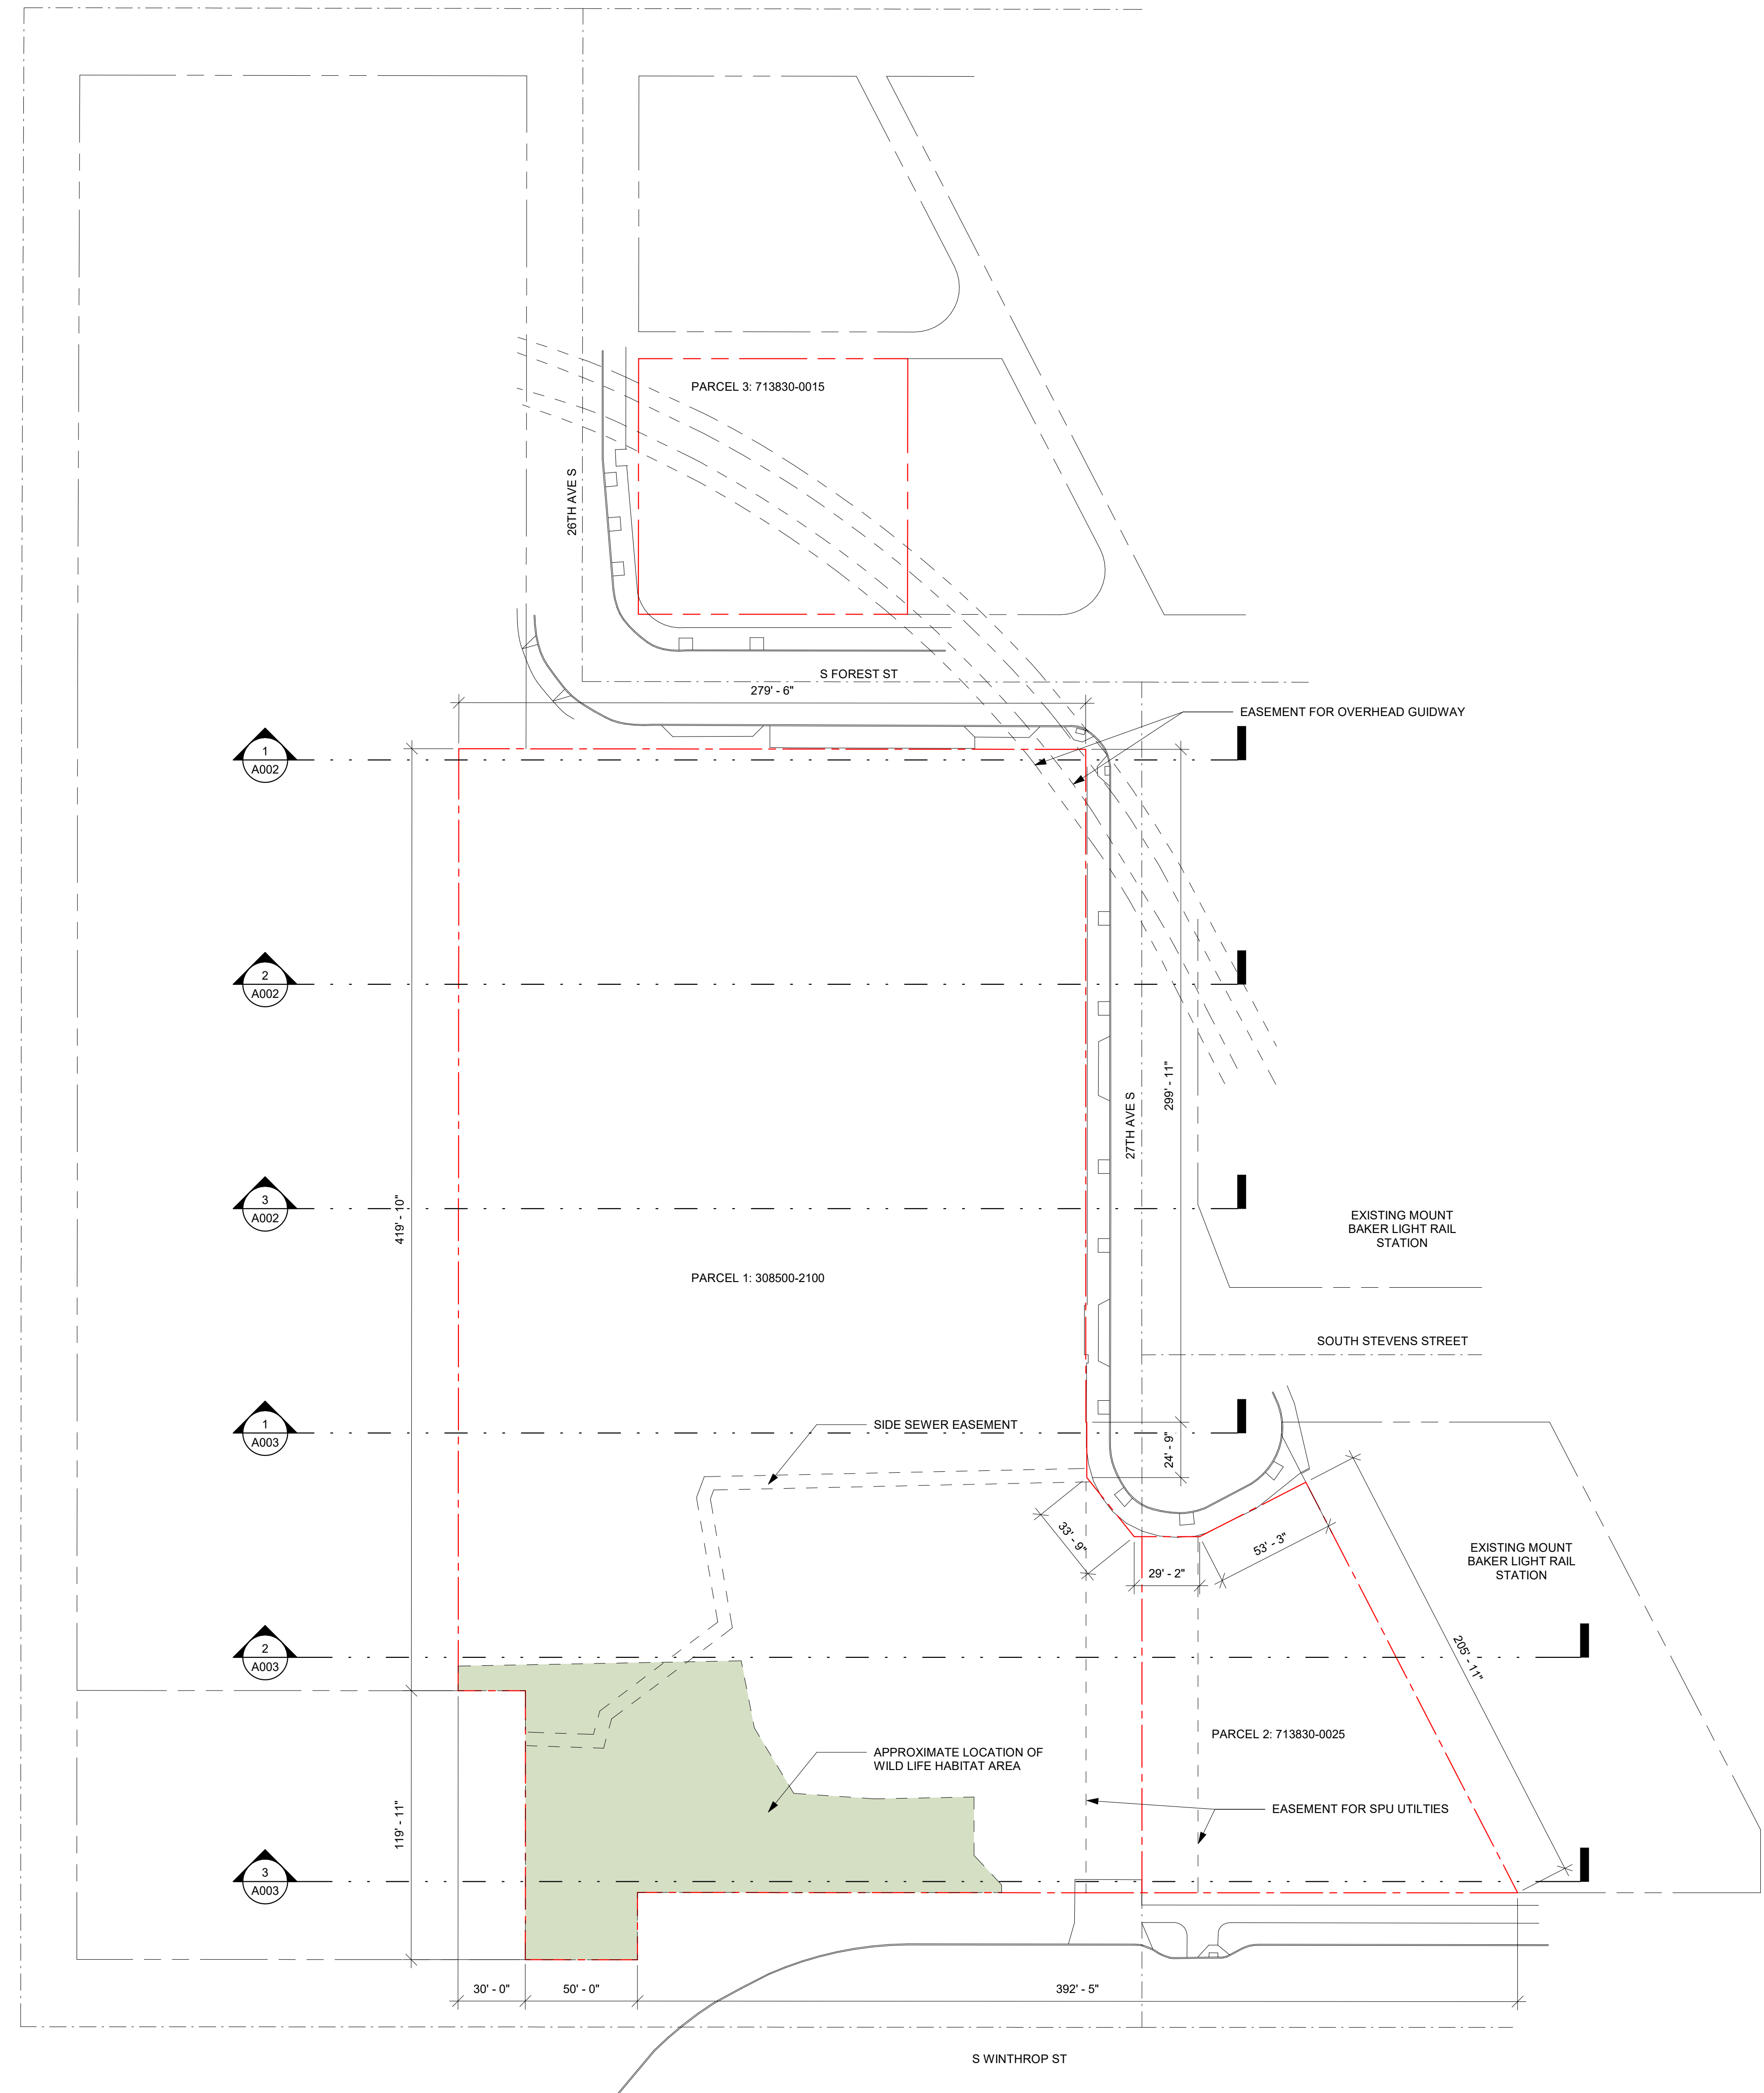 PARCEL 3: 713830-0015
26TH AVE S
S FOREST ST
279' - 6"
EASEMENT FOR OVERHEAD GUIDWAY
1
A002
2
A002
299' - 11"
27TH AVE S
3
A002
419' - 10"
EXISTING MOUNT
BAKER LIGHT RAIL
STATION
PARCEL 1: 308500-2100
SOUTH STEVENS STREET
1
A003
SIDE SEWER EASEMENT
24' - 9"
33' - 9"
53' - 3"
29' - 2"
EXISTING MOUNT
BAKER LIGHT RAIL
STATION
2
A003
205' - 11"
PARCEL 2: 713830-0025
APPROXIMATE LOCATION OF
WILD LIFE HABITAT AREA
119' - 11"
EASEMENT FOR SPU UTILTIES
3
A003
30' - 0"
50' - 0"
392' - 5"
S WINTHROP ST